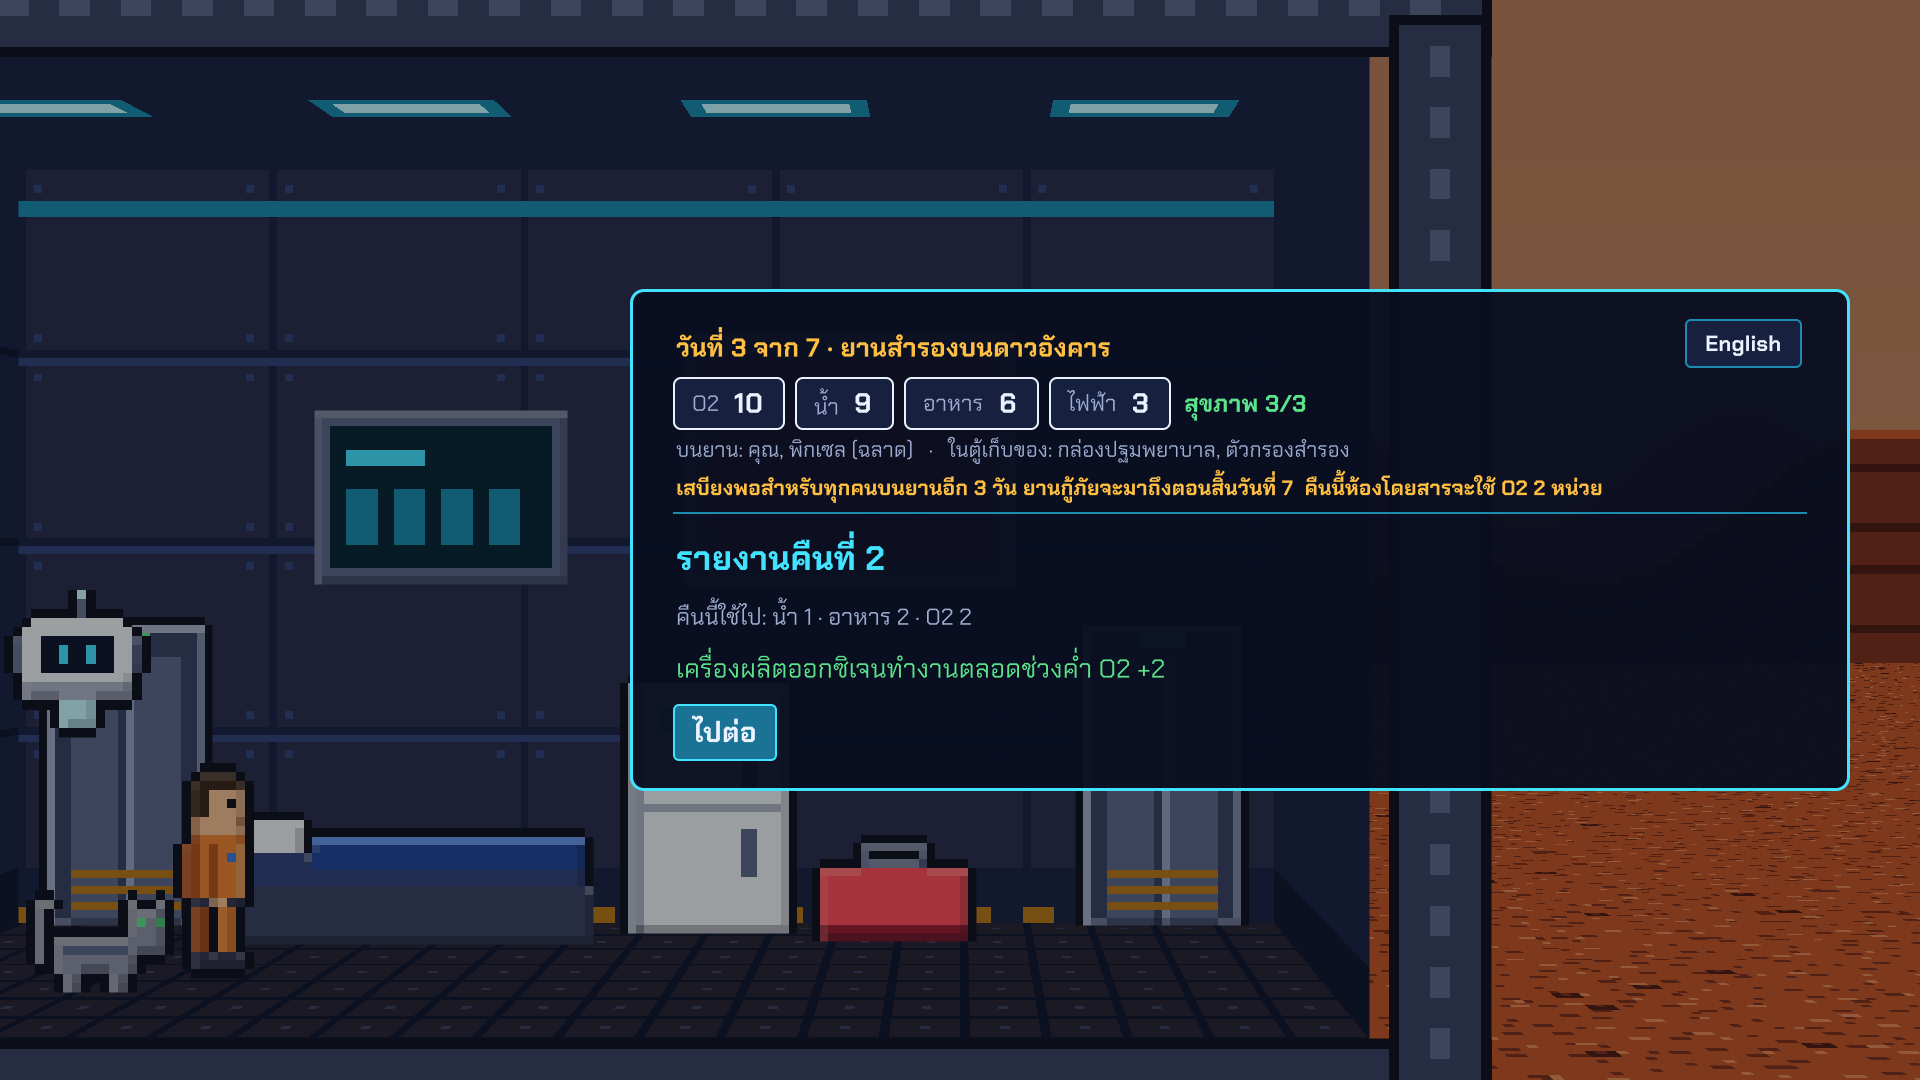 วันที่ 3 จาก 7 · ยานสำรองบนดาวอังคาร
English
O2 10 น้ำ 9 อาหาร 6 ไฟฟ้า 3 สุขภาพ 3/3
บนยาน: คุณ, พิกเซล (ฉลาด) · ในตู้เก็บของ: กล่องปฐมพยาบาล, ตัวกรองสำรอง
เสบียงพอสำหรับทุกคนบนยานอีก 3 วัน ยานกู้ภัยจะมาถึงตอนสิ้นวันที่ 7 คืนนี้ห้องโดยสารจะใช้ O2 2 หน่วย
รายงานคืนที่ 2
คืนนี้ใช้ไป: น้ำ 1 · อาหาร 2 · O2 2
เครื่องผลิตออกซิเจนทำงานตลอดช่วงค่ำ O2 +2
ไปต่อ